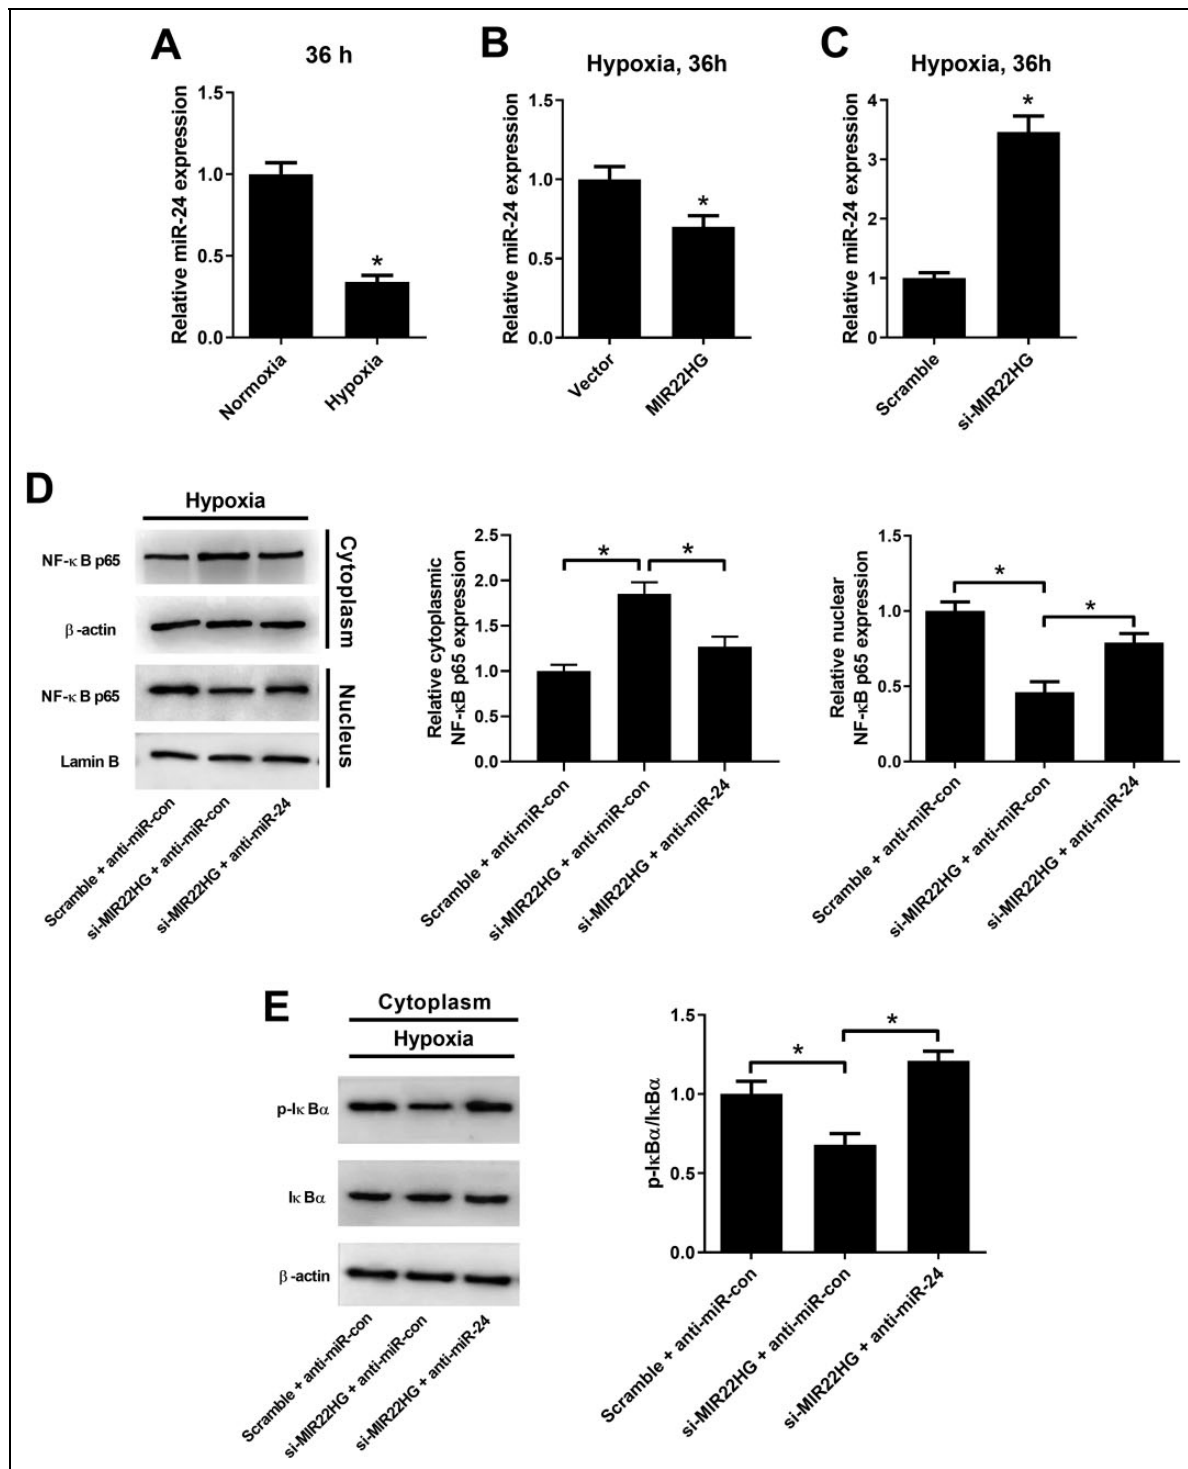 A
36 h
Relative miR-24 expression
1.5
1.0
0.5
0.0
*
Normoxia
Hypoxia
B
Hypoxia, 36h
Relative miR-24 expression
1.5
1.0
0.5
0.0
*
Vector
MIR22HG
C
Hypoxia, 36h
Relative miR-24 expression
4
3
2
1
0
*
Scramble
si-MIR22HG
D
Hypoxia
NF-κ B p65
β-actin
Cytoplasm
NF-κ B p65
Lamin B
Nucleus
Scramble + anti-miR-con
si-MIR22HG + anti-miR-con
si-MIR22HG + anti-miR-24
Relative cytoplasmic
NF-κB p65 expression
2.5
2.0
1.5
1.0
0.5
0.0
*
*
Scramble + anti-miR-con
si-MIR22HG + anti-miR-con
si-MIR22HG + anti-miR-24
Relative nuclear
NF-κB p65 expression
1.5
1.0
0.5
0.0
*
*
Scramble + anti-miR-con
si-MIR22HG + anti-miR-con
si-MIR22HG + anti-miR-24
E
Cytoplasm
Hypoxia
p-Iκ Bα
Iκ Bα
β-actin
Scramble + anti-miR-con
si-MIR22HG + anti-miR-con
si-MIR22HG + anti-miR-24
p-IκBα/IκBα
1.5
1.0
0.5
0.0
*
*
Scramble + anti-miR-con
si-MIR22HG + anti-miR-con
si-MIR22HG + anti-miR-24